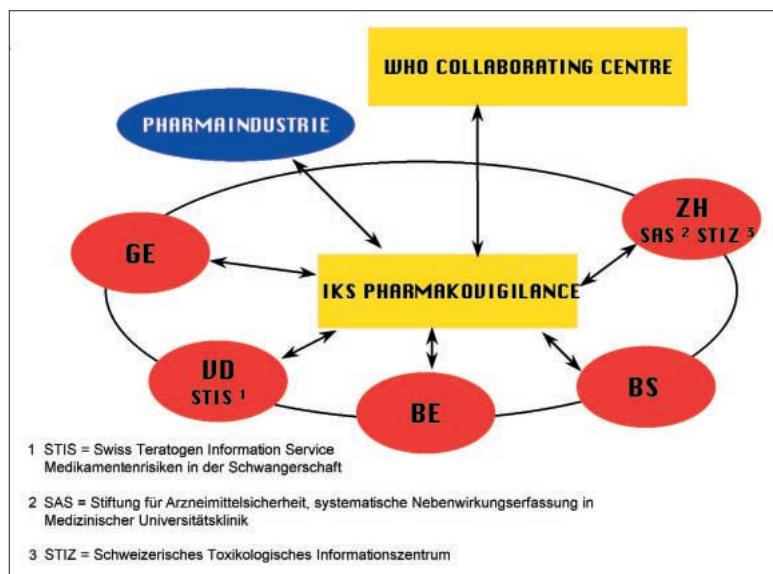 WHO COLLABORATING CENTRE
PHARMAINDUSTRIE
ZH
SAS ² STIZ ³
GE
IKS PHARMAKOVIGILANCE
VD
STIS ¹
BE
BS
1 STIS = Swiss Teratogen Information Service
Medikamentenrisiken in der Schwangerschaft
2 SAS = Stiftung für Arzneimittelsicherheit, systematische Nebenwirkungserfassung in
Medizinischer Universitätsklinik
3 STIZ = Schweizerisches Toxikologisches Informationszentrum